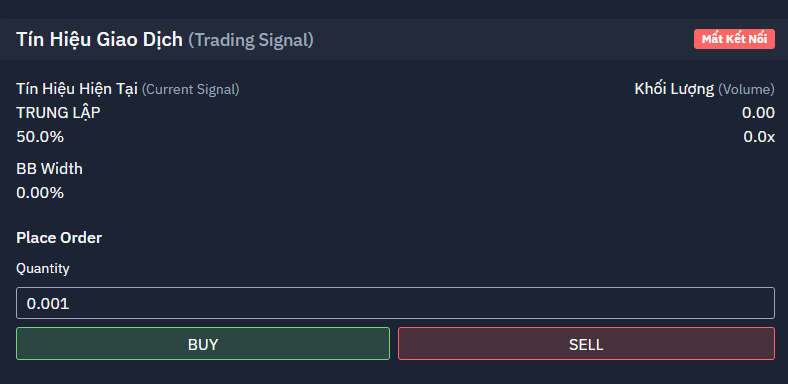 Tín Hiệu Giao Dịch (Trading Signal)
Mất Kết Nối
Tín Hiệu Hiện Tại (Current Signal)
Khối Lượng (Volume)
TRUNG LẬP
0.00
50.0%
0.0x
BB Width
0.00%
Place Order
Quantity
0.001
BUY
SELL